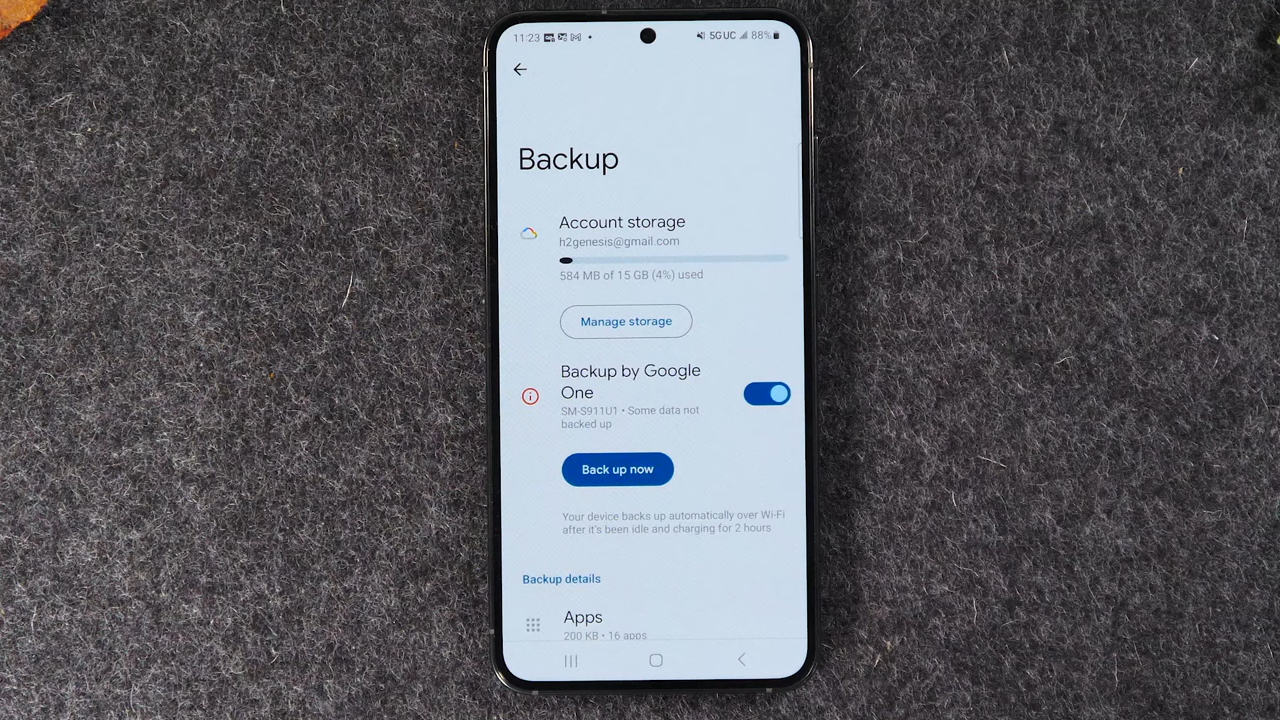 11:23 5G UC 88%
Backup
Account storage
h2genesis@gmail.com
584 MB of 15 GB (4%) used
Manage storage
Backup by Google
One
SM-S911U1 • Some data not
backed up
Back up now
Your device backs up automatically over Wi-Fi
after it's been idle and charging for 2 hours
Backup details
Apps
200 KB • 16 apps